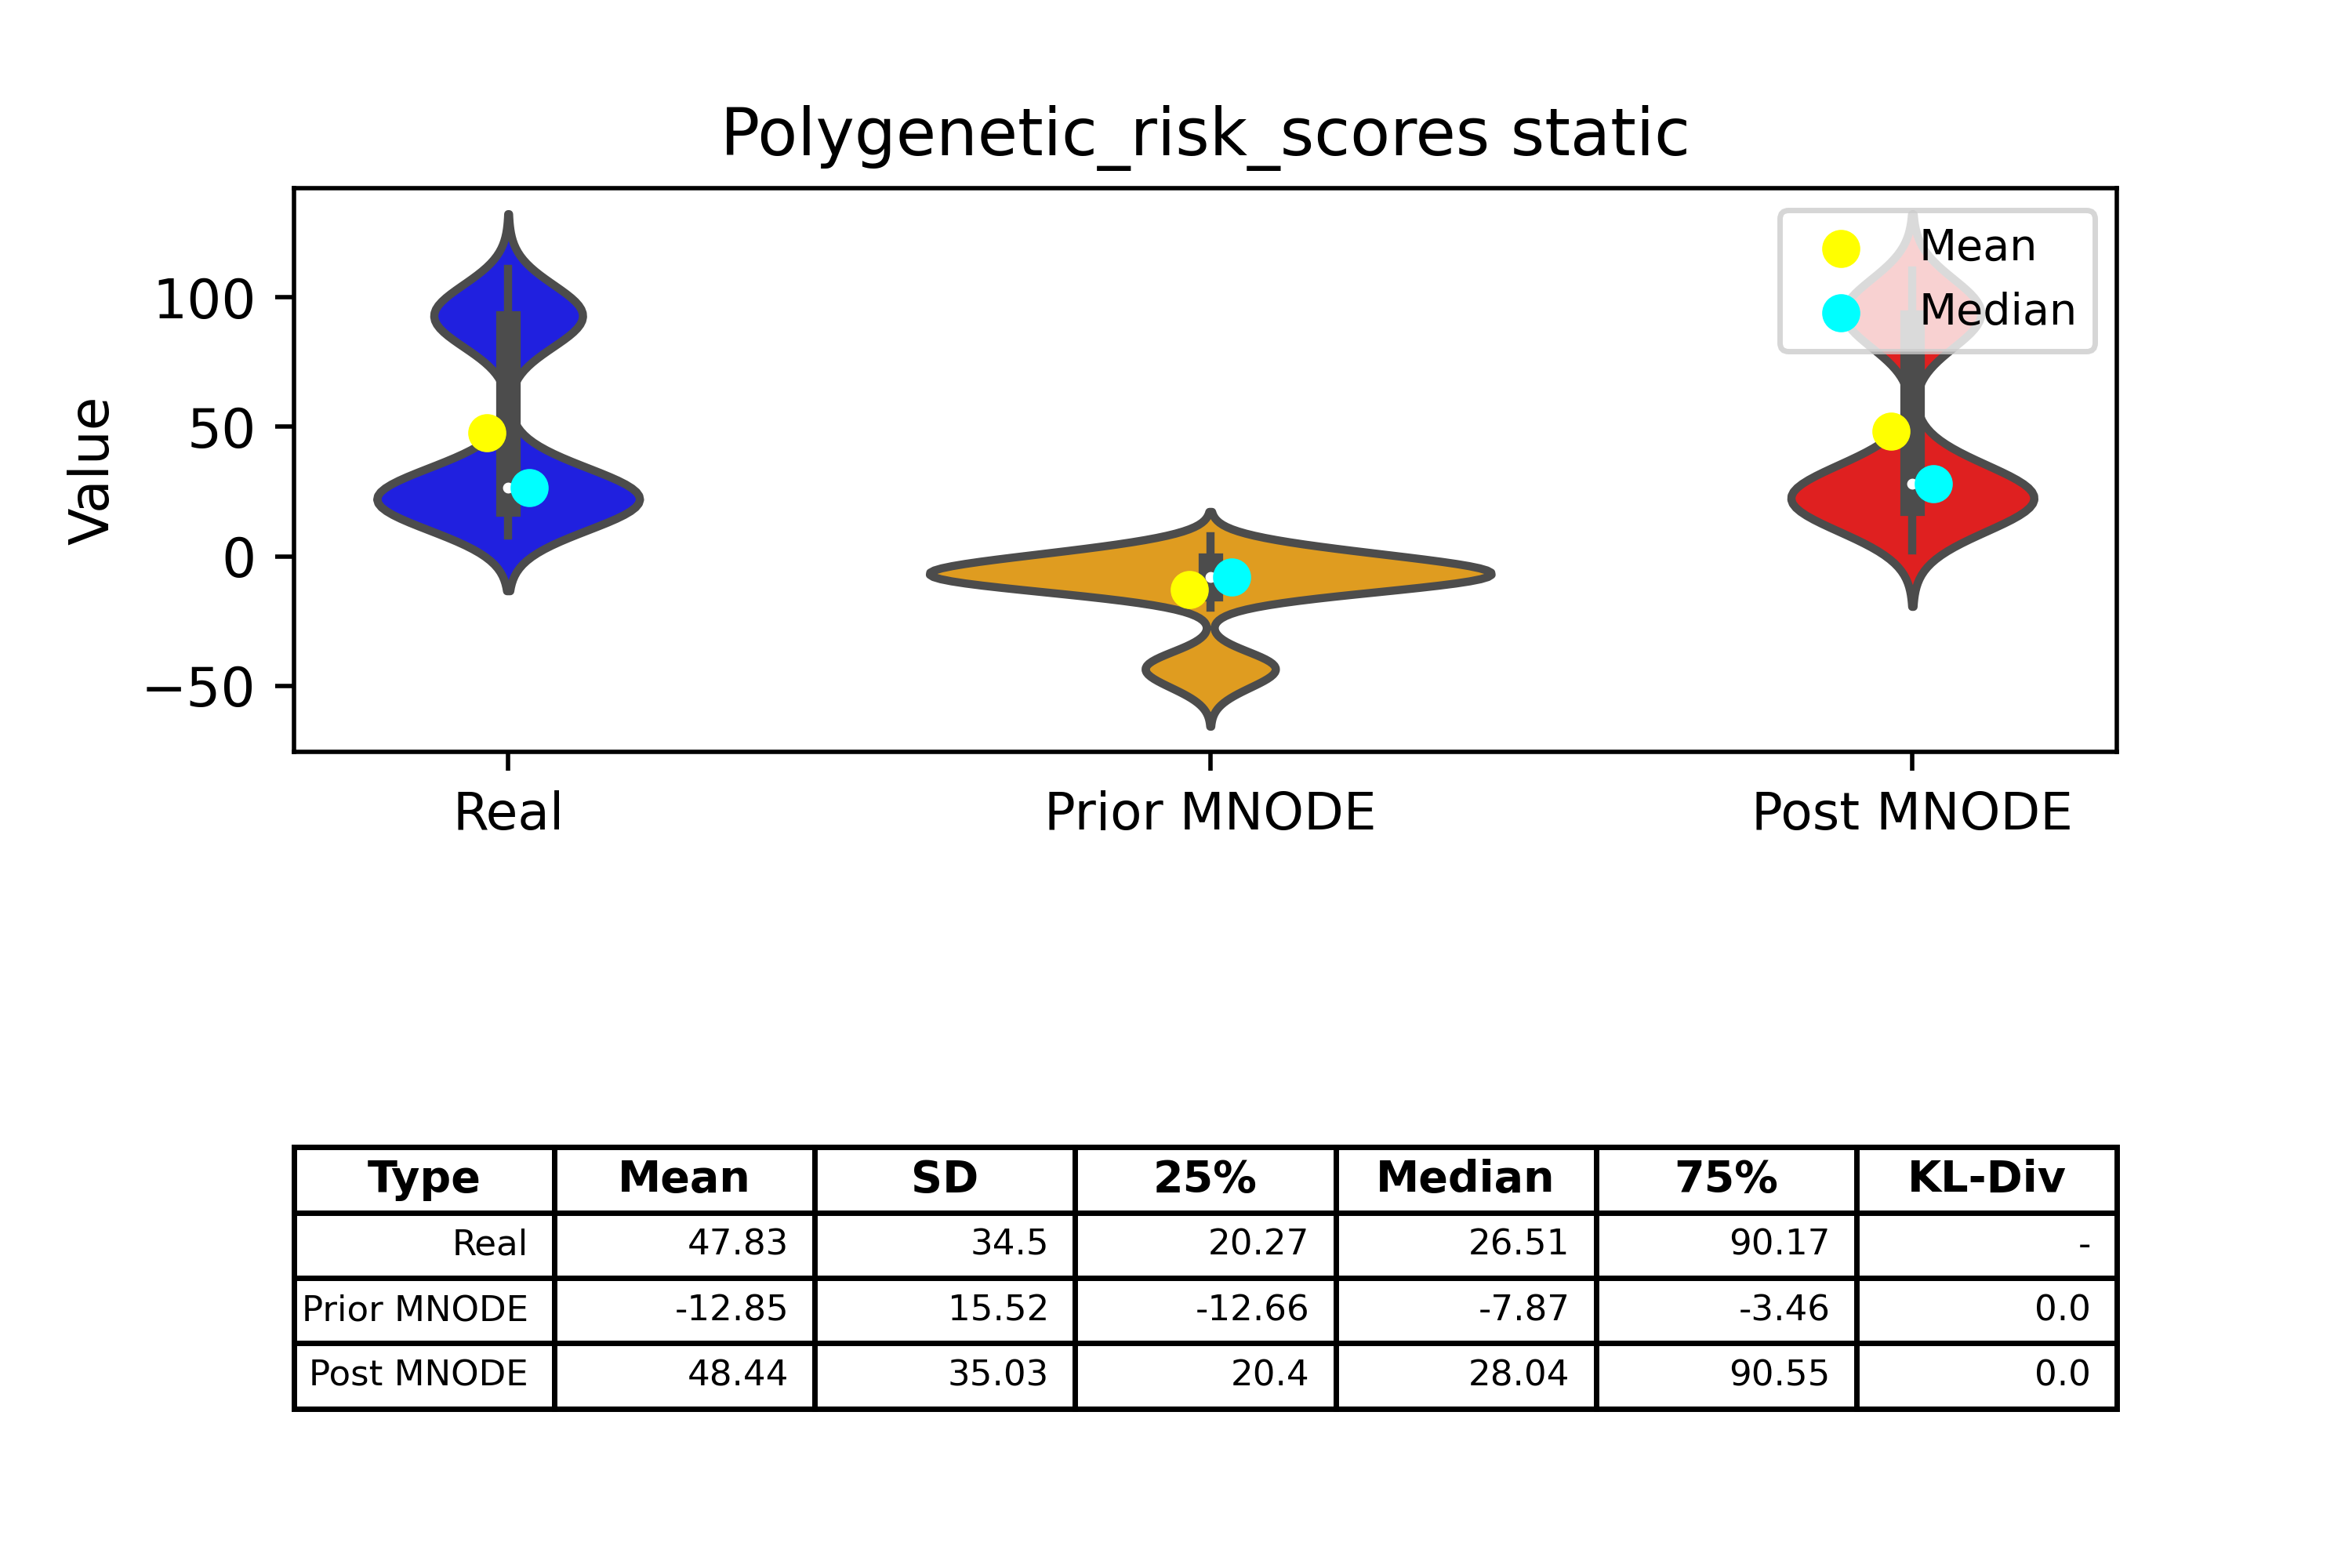 Polygenetic_risk_scores static
Mean
Median
100
50
0
−50
Value
Real Prior MNODE Post MNODE
Type Mean SD 25% Median 75% KL-Div
Real 47.83 34.5 20.27 26.51 90.17 -
Prior MNODE -12.85 15.52 -12.66 -7.87 -3.46 0.0
Post MNODE 48.44 35.03 20.4 28.04 90.55 0.0